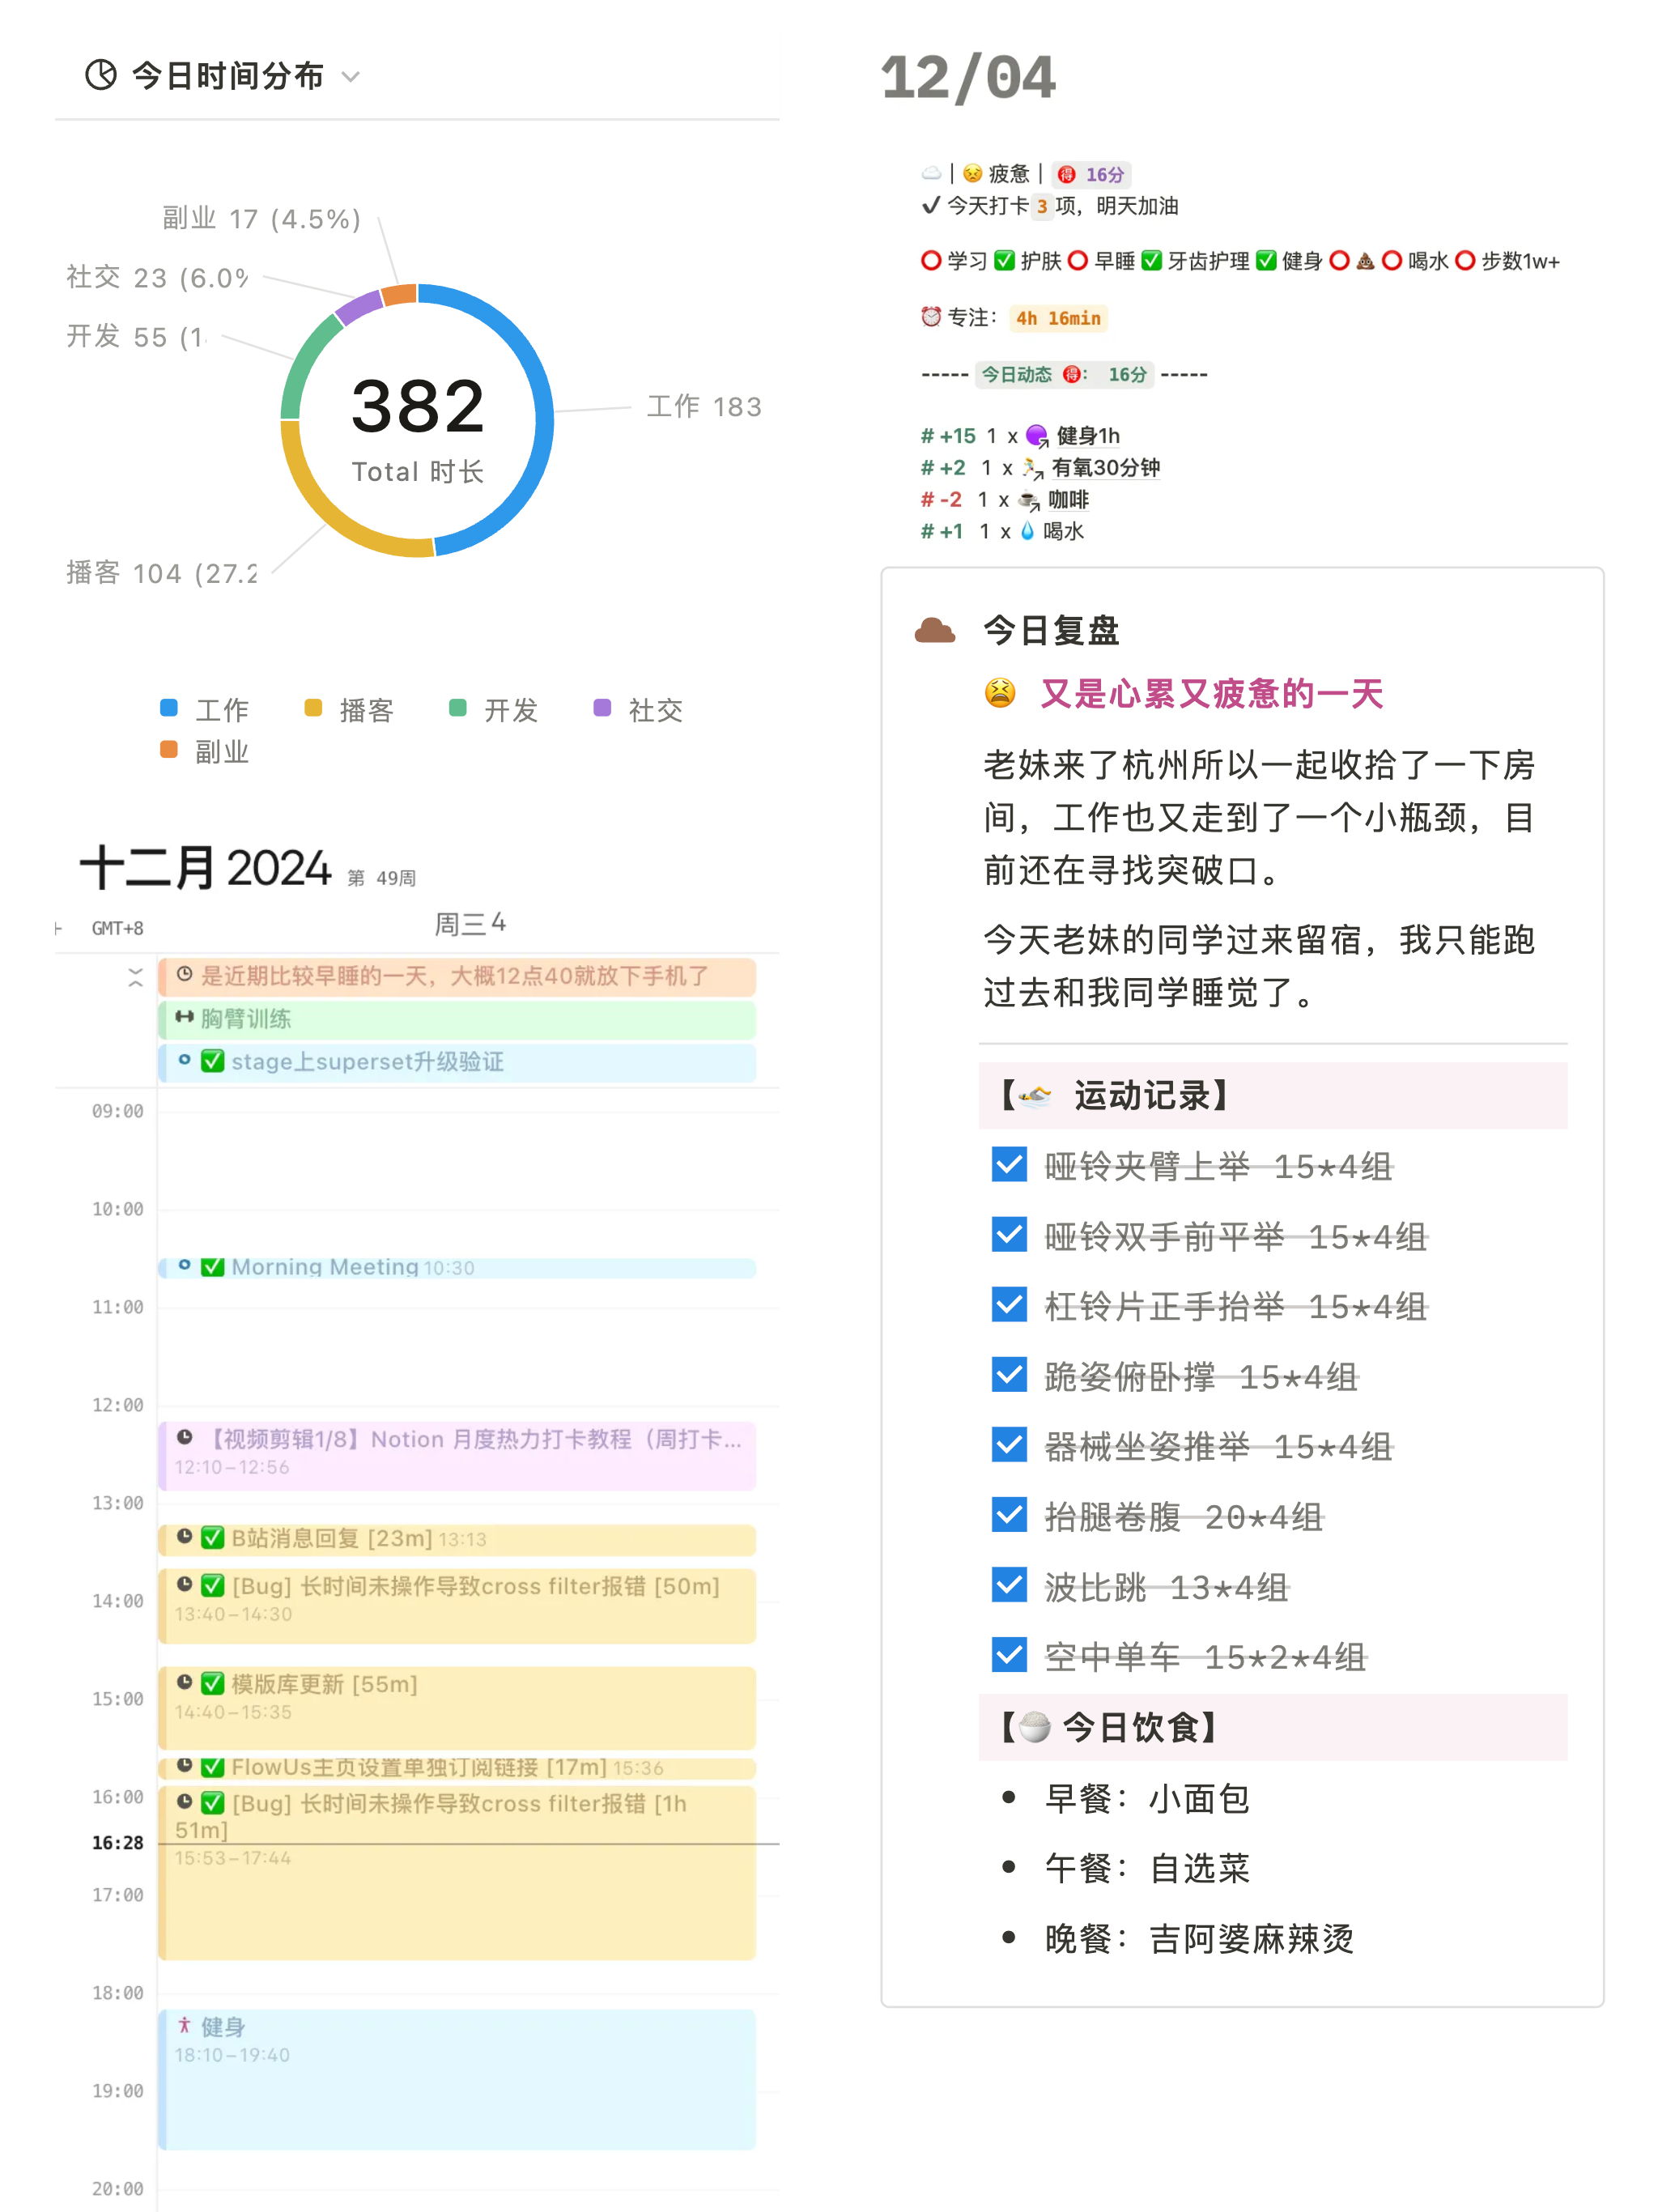 今日时间分布
副业 17 (4.5%)
社交 23 (6.0%
开发 55 (1
工作 183
382
Total 时长
播客 104 (27.2
工作 播客 开发 社交
副业
十二月 2024 第 49周
GMT+8 周三 4
是近期比较早睡的一天，大概12点40就放下手机了
胸臂训练
✅ stage上superset升级验证
09:00
10:00
✅ Morning Meeting 10:30
11:00
12:00
【视频剪辑1/8】Notion 月度热力打卡教程（周打卡...
12:10–12:56
13:00
✅ B站消息回复 [23m] 13:13
✅ [Bug] 长时间未操作导致cross filter报错 [50m]
14:00
13:40–14:30
✅ 模版库更新 [55m]
15:00
14:40–15:35
✅ FlowUs主页设置单独订阅链接 [17m] 15:36
16:00
✅ [Bug] 长时间未操作导致cross filter报错 [1h
51m]
16:28
15:53–17:44
17:00
18:00
健身
18:10–19:40
19:00
20:00
12/04
☁️ | 😣 疲惫 | 🉐 16分
✔ 今天打卡 3 项，明天加油
⭕ 学习 ✅ 护肤 ⭕ 早睡 ✅ 牙齿护理 ✅ 健身 ⭕ 💩 ⭕ 喝水 ⭕ 步数1w+
⏰ 专注： 4h 16min
----- 今日动态 🉐： 16分 -----
# +15 1 x 🟣 健身1h
# +2 1 x 🏃 有氧30分钟
# -2 1 x ☕ 咖啡
# +1 1 x 💧 喝水
今日复盘
😫 又是心累又疲惫的一天
老妹来了杭州所以一起收拾了一下房
间，工作也又走到了一个小瓶颈，目
前还在寻找突破口。
今天老妹的同学过来留宿，我只能跑
过去和我同学睡觉了。
【🏊 运动记录】
哑铃夹臂上举 15*4组
哑铃双手前平举 15*4组
杠铃片正手抬举 15*4组
跪姿俯卧撑 15*4组
器械坐姿推举 15*4组
抬腿卷腹 20*4组
波比跳 13*4组
空中单车 15*2*4组
【🍚 今日饮食】
• 早餐：小面包
• 午餐：自选菜
• 晚餐：吉阿婆麻辣烫